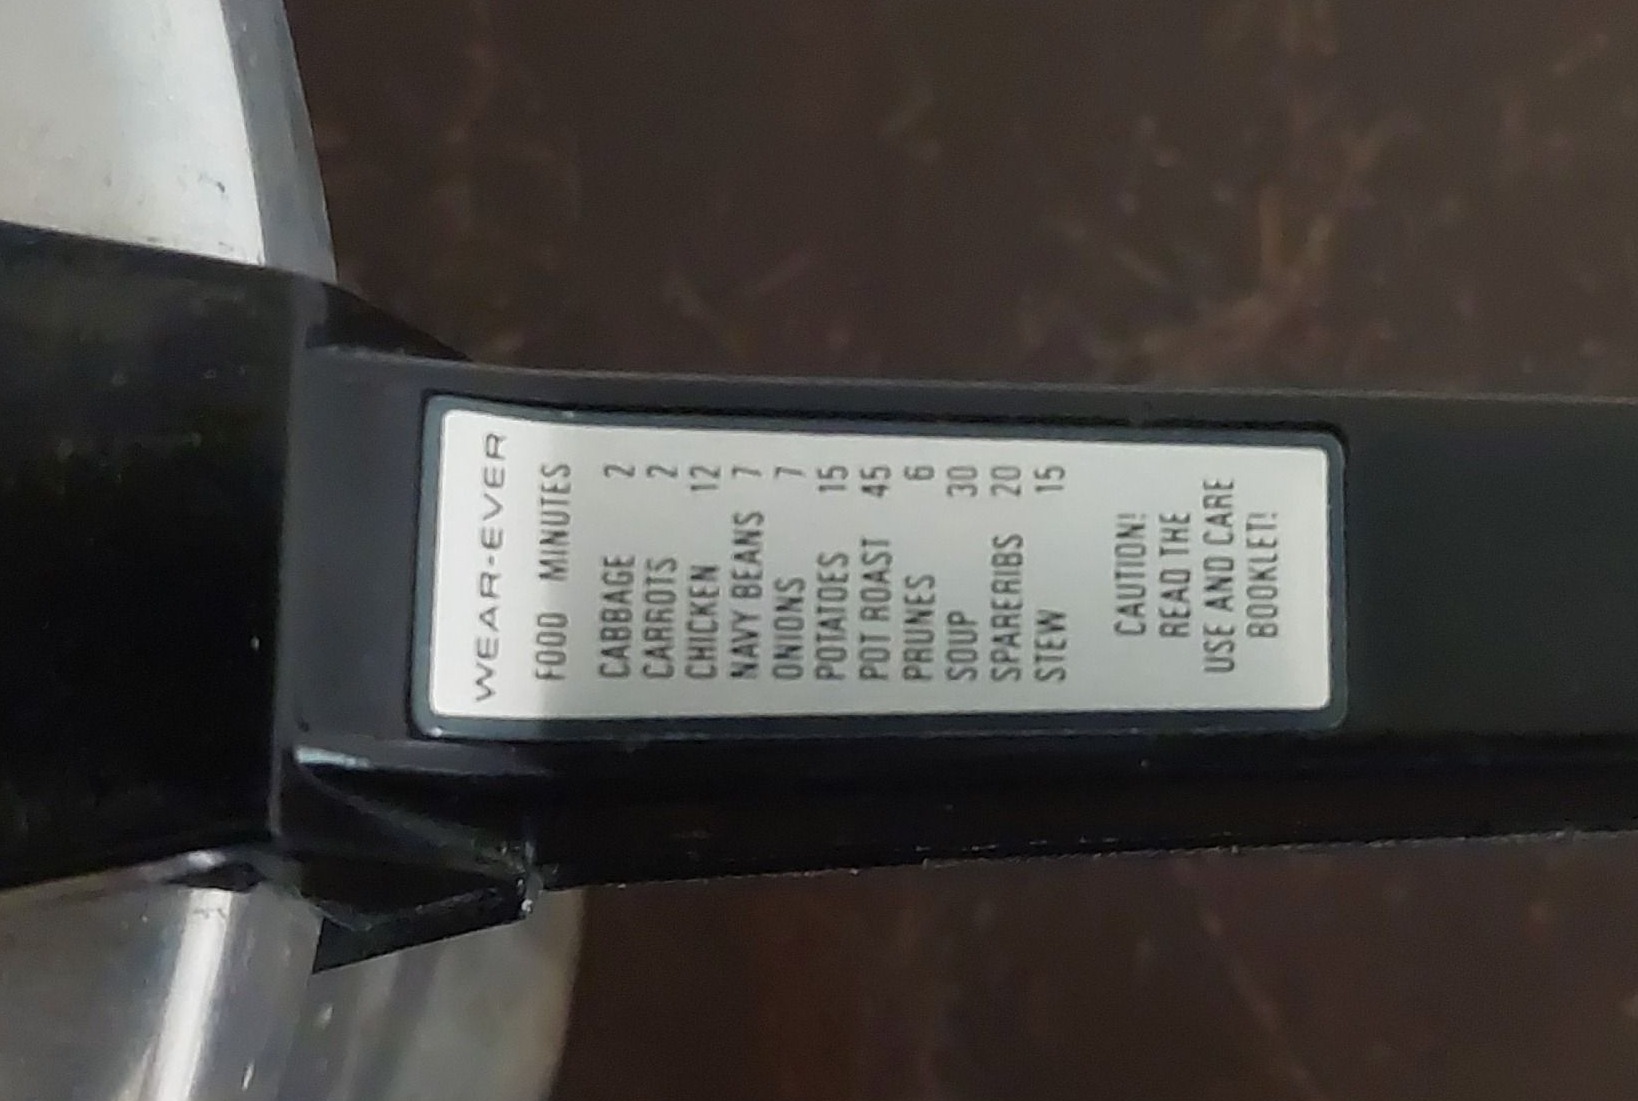 WEAR-EVER
FOOD MINUTES
CABBAGE 2
CARROTS 2
CHICKEN 12
NAVY BEANS 7
ONIONS 7
POTATOES 15
POT ROAST 45
PRUNES 6
SOUP 30
SPARERIBS 20
STEW 15
CAUTION!
READ THE
USE AND CARE
BOOKLET!